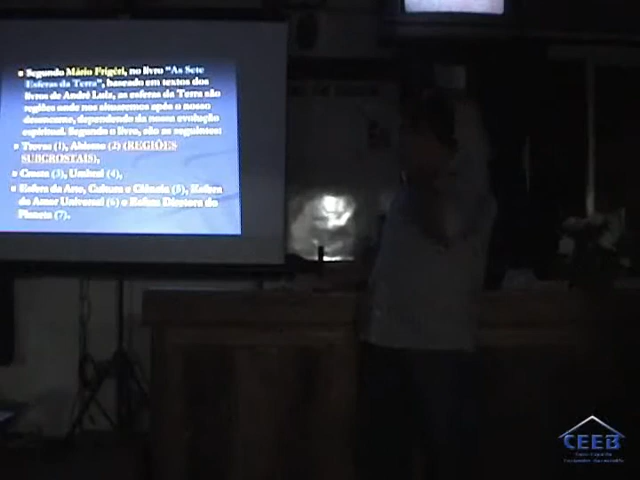 Segundo Mário Frigéri, no livro "As Sete
Esferas da Terra", baseado em textos dos
livros de André Luiz, as esferas da Terra são
regiões onde nos situaremos após o nosso
desencarne, dependendo da nossa evolução
espiritual. Segundo o livro, são as seguintes:
Trevas (1), Abismo (2) (REGIÕES
SUBCROSTAIS),
Crosta (3), Umbral (4),
Esfera da Arte, Cultura e Ciência (5), Esfera
do Amor Universal (6) e Esfera Diretora do
Planeta (7).
CEEB